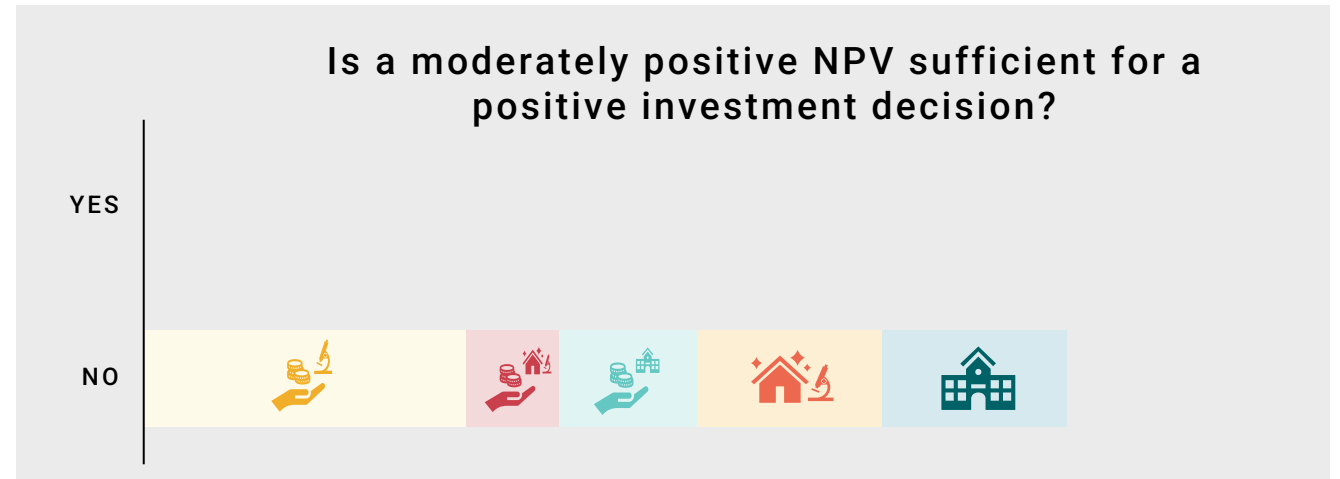 Is a moderately positive NPV sufficient for a
positive investment decision?
YES
NO